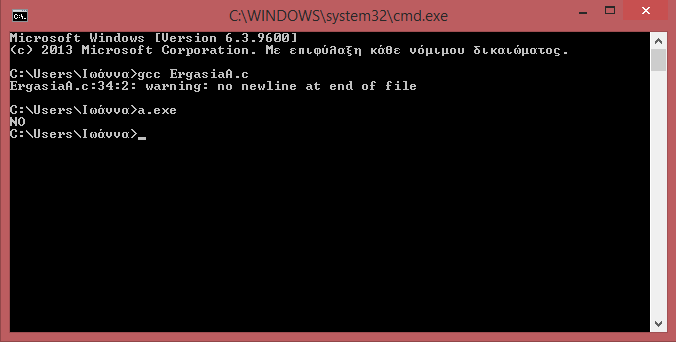 C:\WINDOWS\system32\cmd.exe
Microsoft Windows [Version 6.3.9600]
(c) 2013 Microsoft Corporation. Με επιφύλαξη κάθε νόμιμου δικαιώματος.
C:\Users\Ιωάννα>gcc ErgasiaA.c
ErgasiaA.c:34:2: warning: no newline at end of file
C:\Users\Ιωάννα>a.exe
NO
C:\Users\Ιωάννα>_